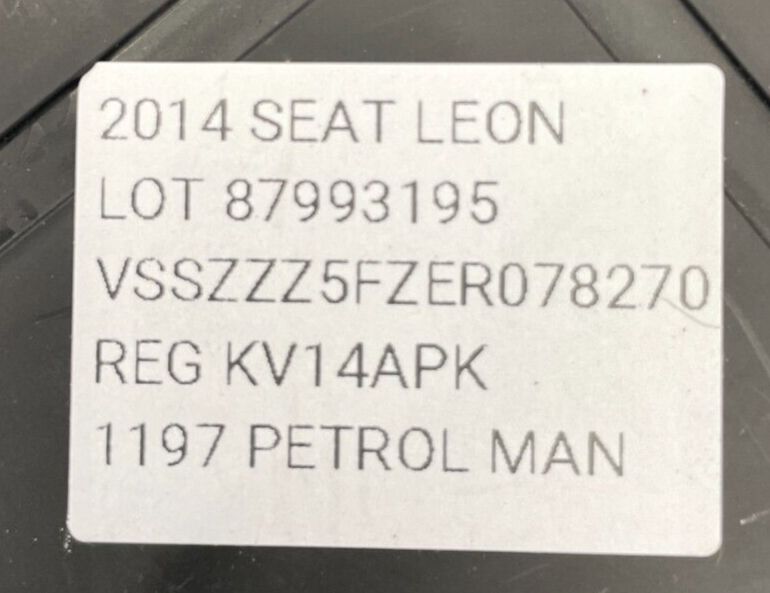 2014 SEAT LEON
LOT 87993195
VSSZZZ5FZER078270
REG KV14APK
1197 PETROL MAN